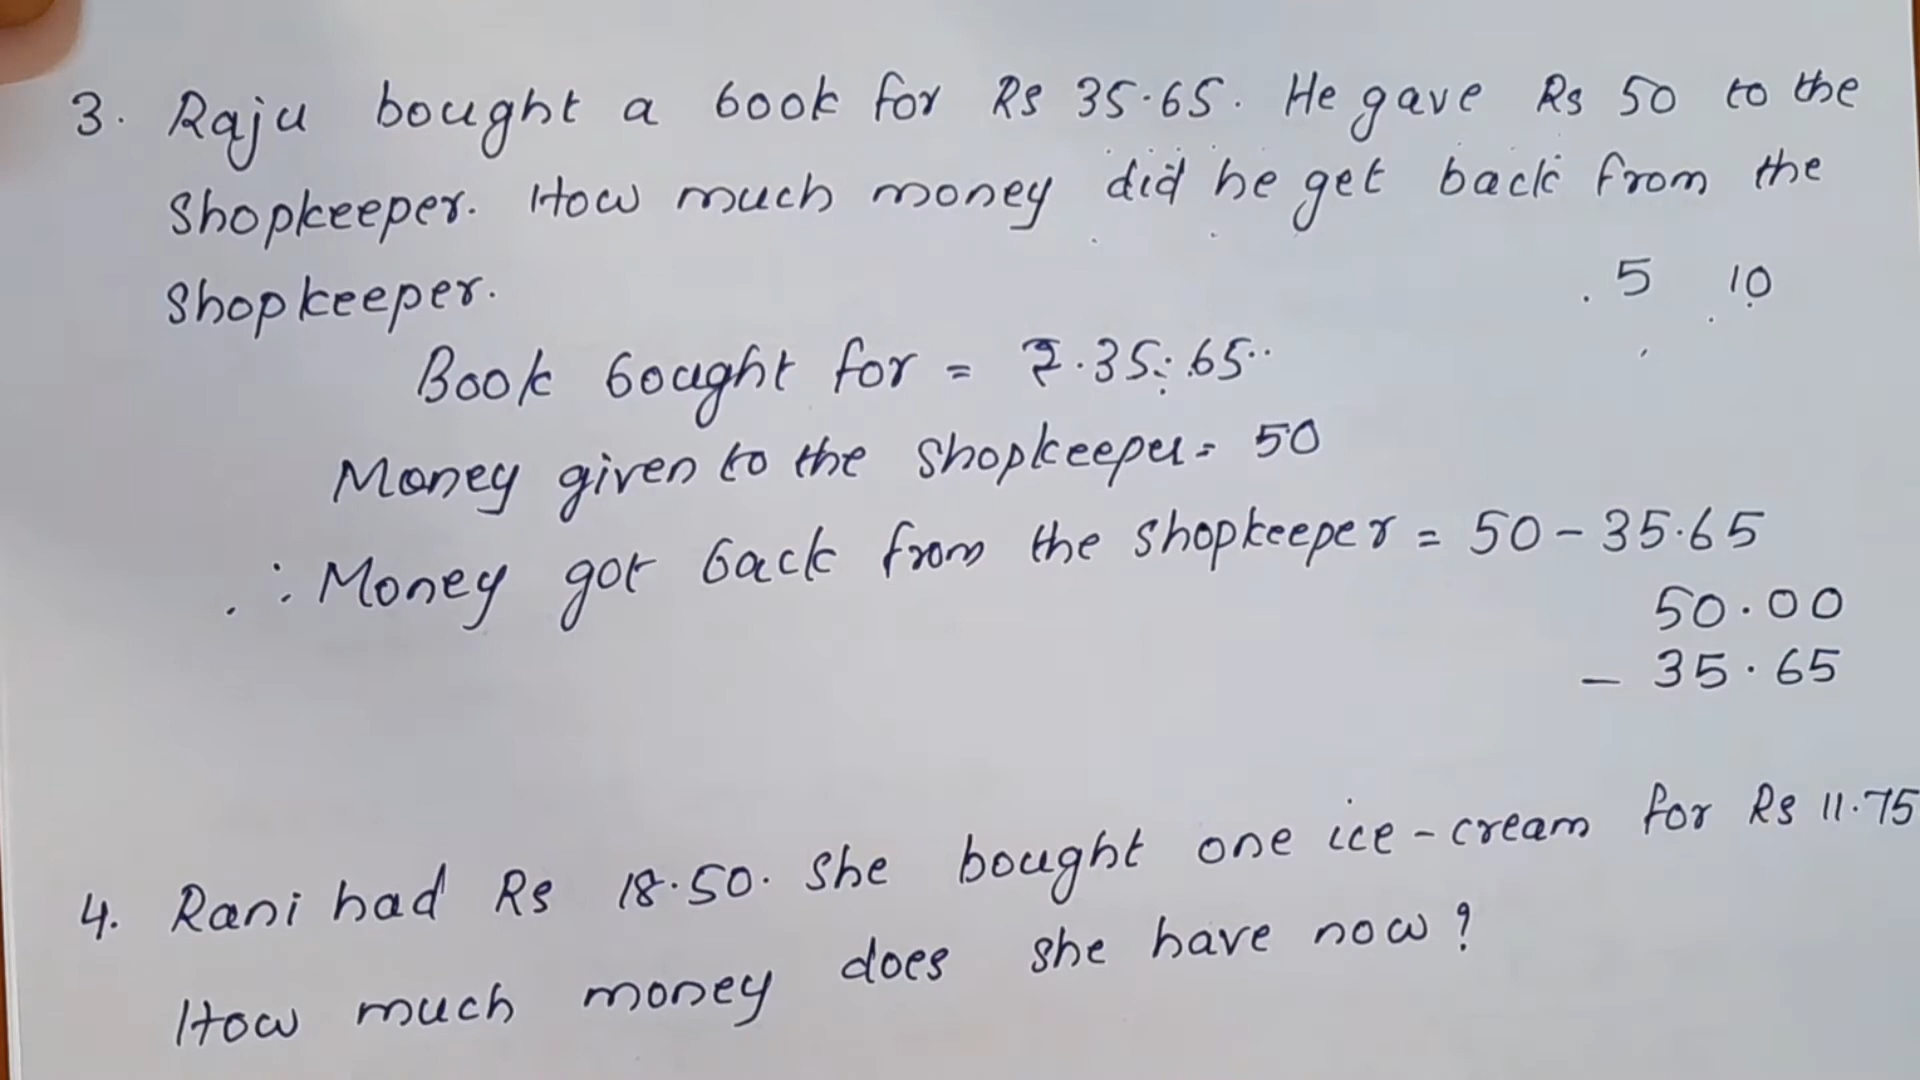 3. Raju bought a book for Rs 35.65. He gave Rs 50 to the
Shopkeeper. How much money did he get back from the
Shopkeeper.
5 10
Book bought for = ₹.35.65
Money given to the Shopkeeper = 50
∴ Money got back from the shopkeeper = 50 - 35.65
50.00
- 35.65
4. Rani had Rs 18.50. She bought one ice-cream for Rs 11.75
How much money does she have now?